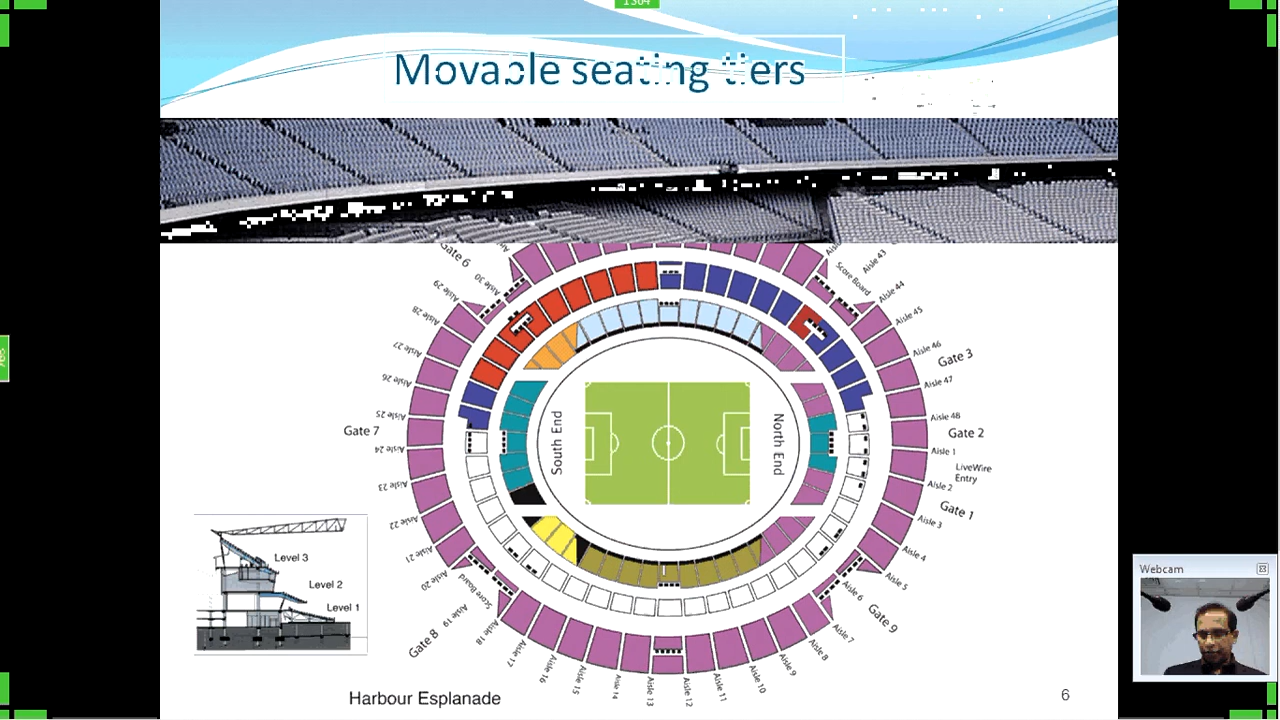 Movable seating tiers
Gate 6
Aisle 30
Aisle 29
Aisle 28
Aisle 27
Aisle 26
Aisle 25
Gate 7
Aisle 24
Aisle 23
Aisle 22
Aisle 21
Aisle 20
Score Board
Aisle 19
Gate 8
Aisle 18
Aisle 17
Aisle 16
Aisle 15
Aisle 14
Aisle 13
Aisle 12
Aisle 11
Aisle 10
Aisle 9
Aisle 8
Aisle 7
Gate 9
Aisle 6
Aisle 5
Aisle 4
Aisle 3
Gate 1
Aisle 2
LiveWire
Entry
Aisle 1
Gate 2
Aisle 48
Aisle 47
Gate 3
Aisle 46
Aisle 45
Aisle 44
Score Board
Aisle 43
South End
North End
Level 3
Level 2
Level 1
Harbour Esplanade
6
Webcam